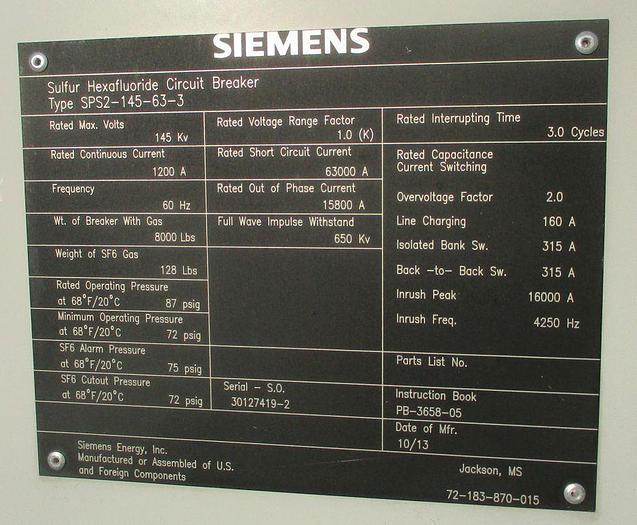 SIEMENS
Sulfur Hexafluoride Circuit Breaker
Type SPS2-145-63-3
Rated Max. Volts
145 Kv
Rated Voltage Range Factor
1.0 (K)
Rated Interrupting Time
3.0 Cycles
Rated Continuous Current
1200 A
Rated Short Circuit Current
63000 A
Rated Capacitance
Current Switching
Frequency
60 Hz
Rated Out of Phase Current
15800 A
Overvoltage Factor 2.0
Wt. of Breaker With Gas
8000 Lbs
Full Wave Impulse Withstand
650 Kv
Line Charging 160 A
Isolated Bank Sw. 315 A
Back -to- Back Sw. 315 A
Inrush Peak 16000 A
Inrush Freq. 4250 Hz
Weight of SF6 Gas
128 Lbs
Rated Operating Pressure
at 68°F/20°C 87 psig
Minimum Operating Pressure
at 68°F/20°C 72 psig
SF6 Alarm Pressure
at 68°F/20°C 75 psig
Parts List No.
SF6 Cutout Pressure
at 68°F/20°C 72 psig
Serial - S.O.
30127419-2
Instruction Book
PB-3658-05
Date of Mfr.
10/13
Siemens Energy, Inc.
Manufactured or Assembled of U.S.
and Foreign Components
Jackson, MS
72-183-870-015